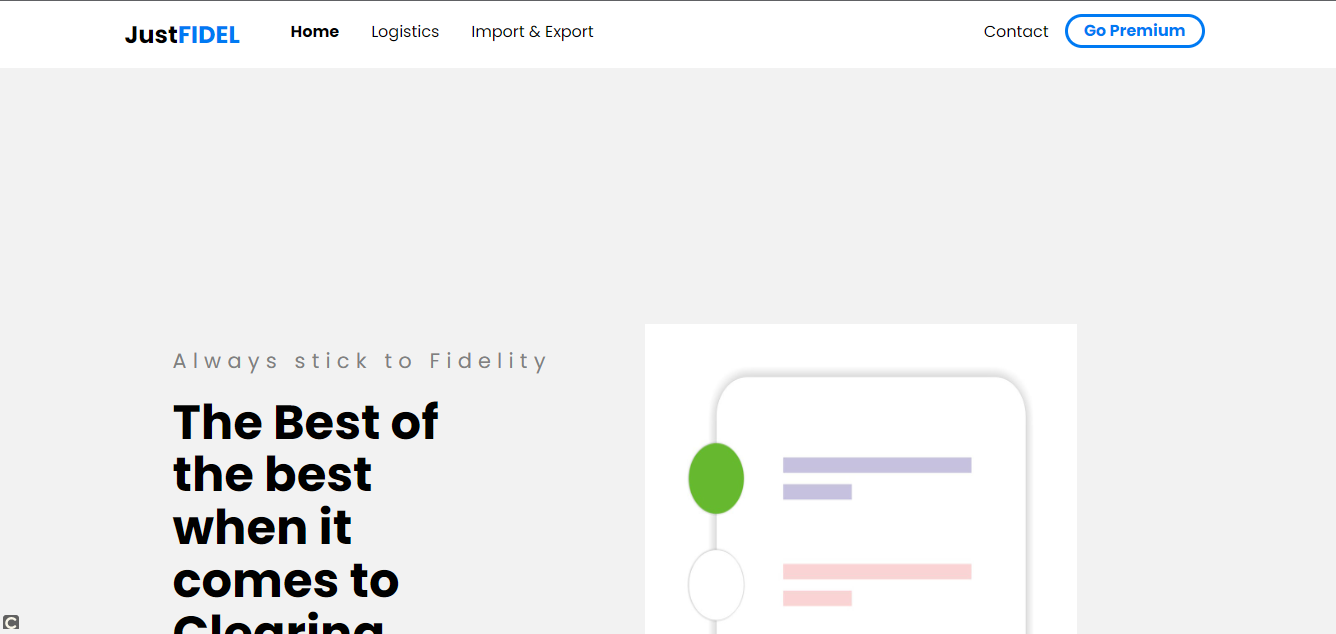 JustFIDEL
Home
Logistics
Import & Export
Contact
Go Premium
Always stick to Fidelity
The Best of
the best
when it
comes to
Clearing
C